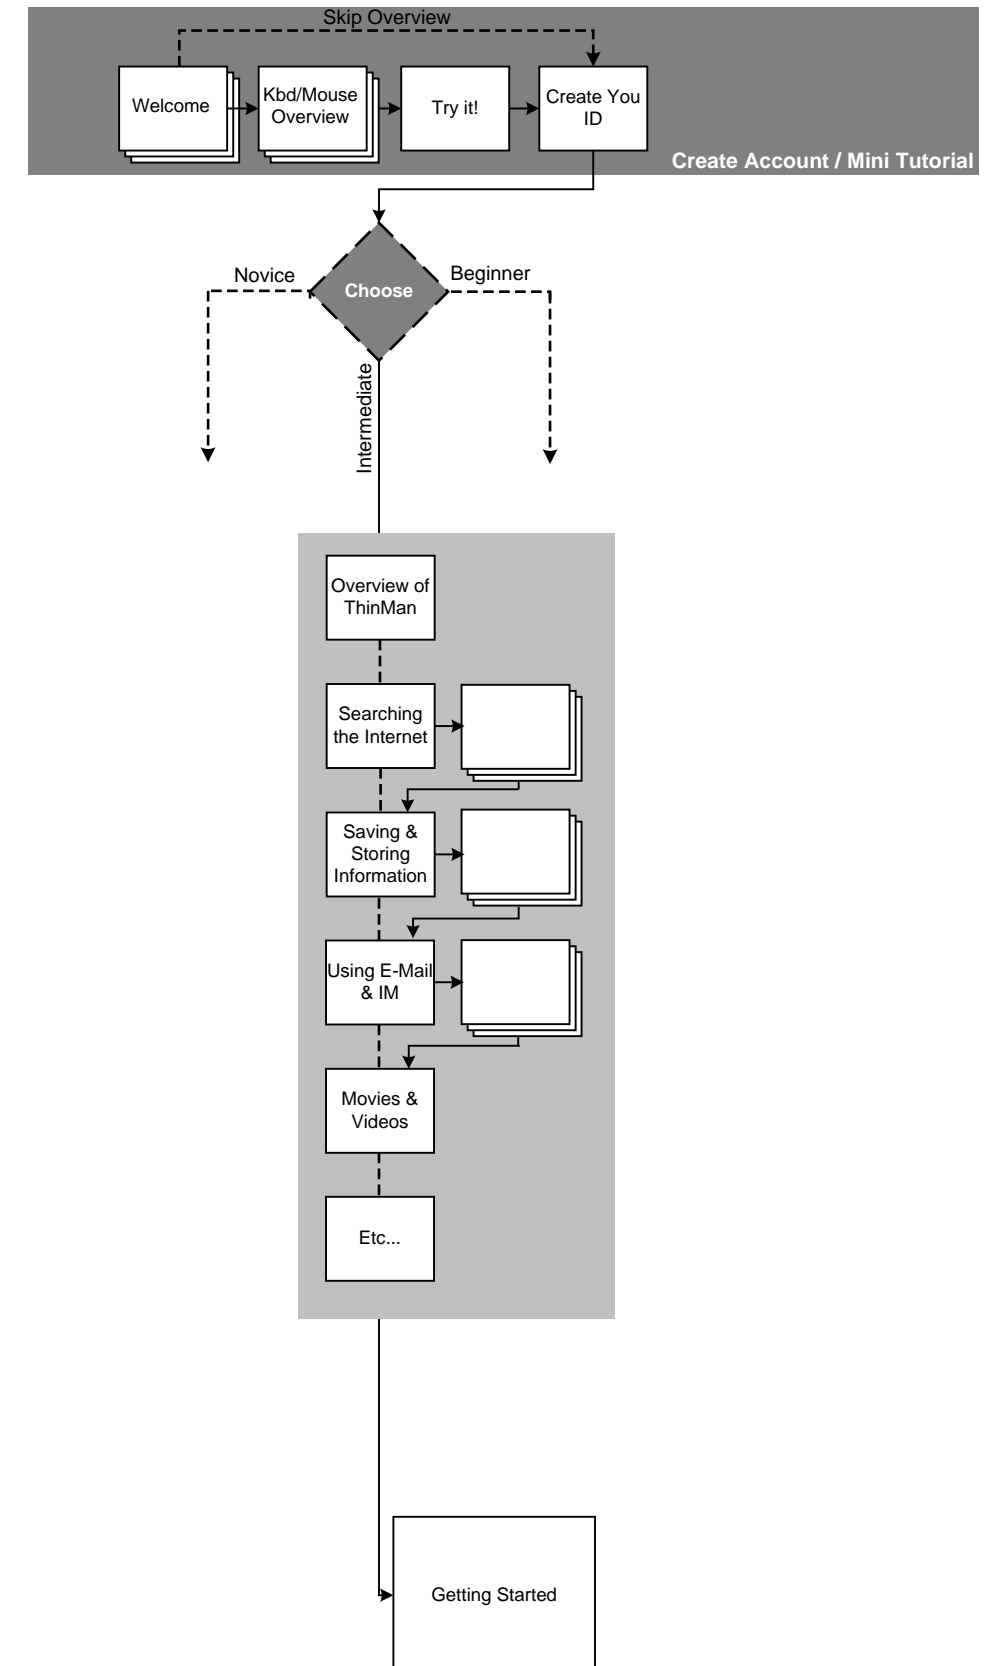 Skip Overview
Welcome
Kbd/Mouse
Overview
Try it!
Create You
ID
Create Account / Mini Tutorial
Novice
Choose
Beginner
Intermediate
Overview of
ThinMan
Searching
the Internet
Saving &
Storing
Information
Using E-Mail
& IM
Movies &
Videos
Etc...
Getting Started